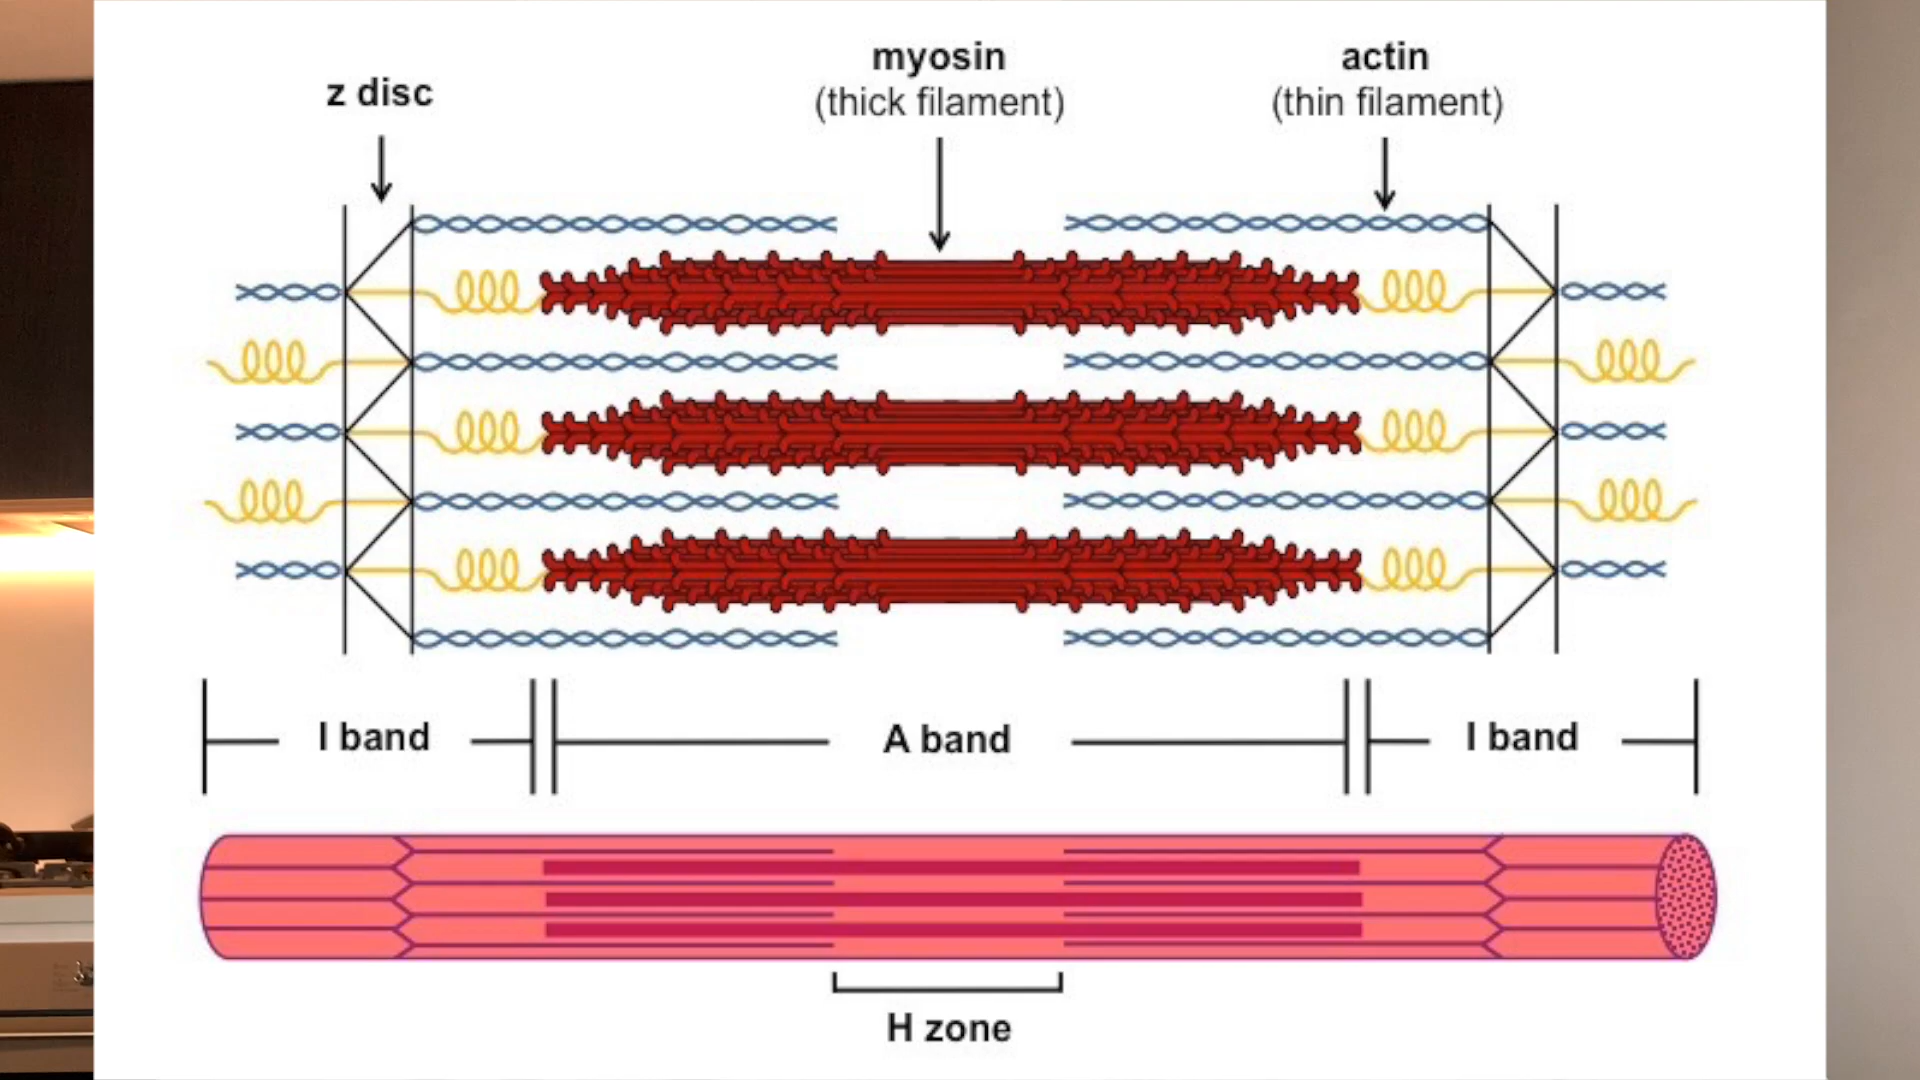 z disc
myosin
(thick filament)
actin
(thin filament)
I band
A band
I band
H zone